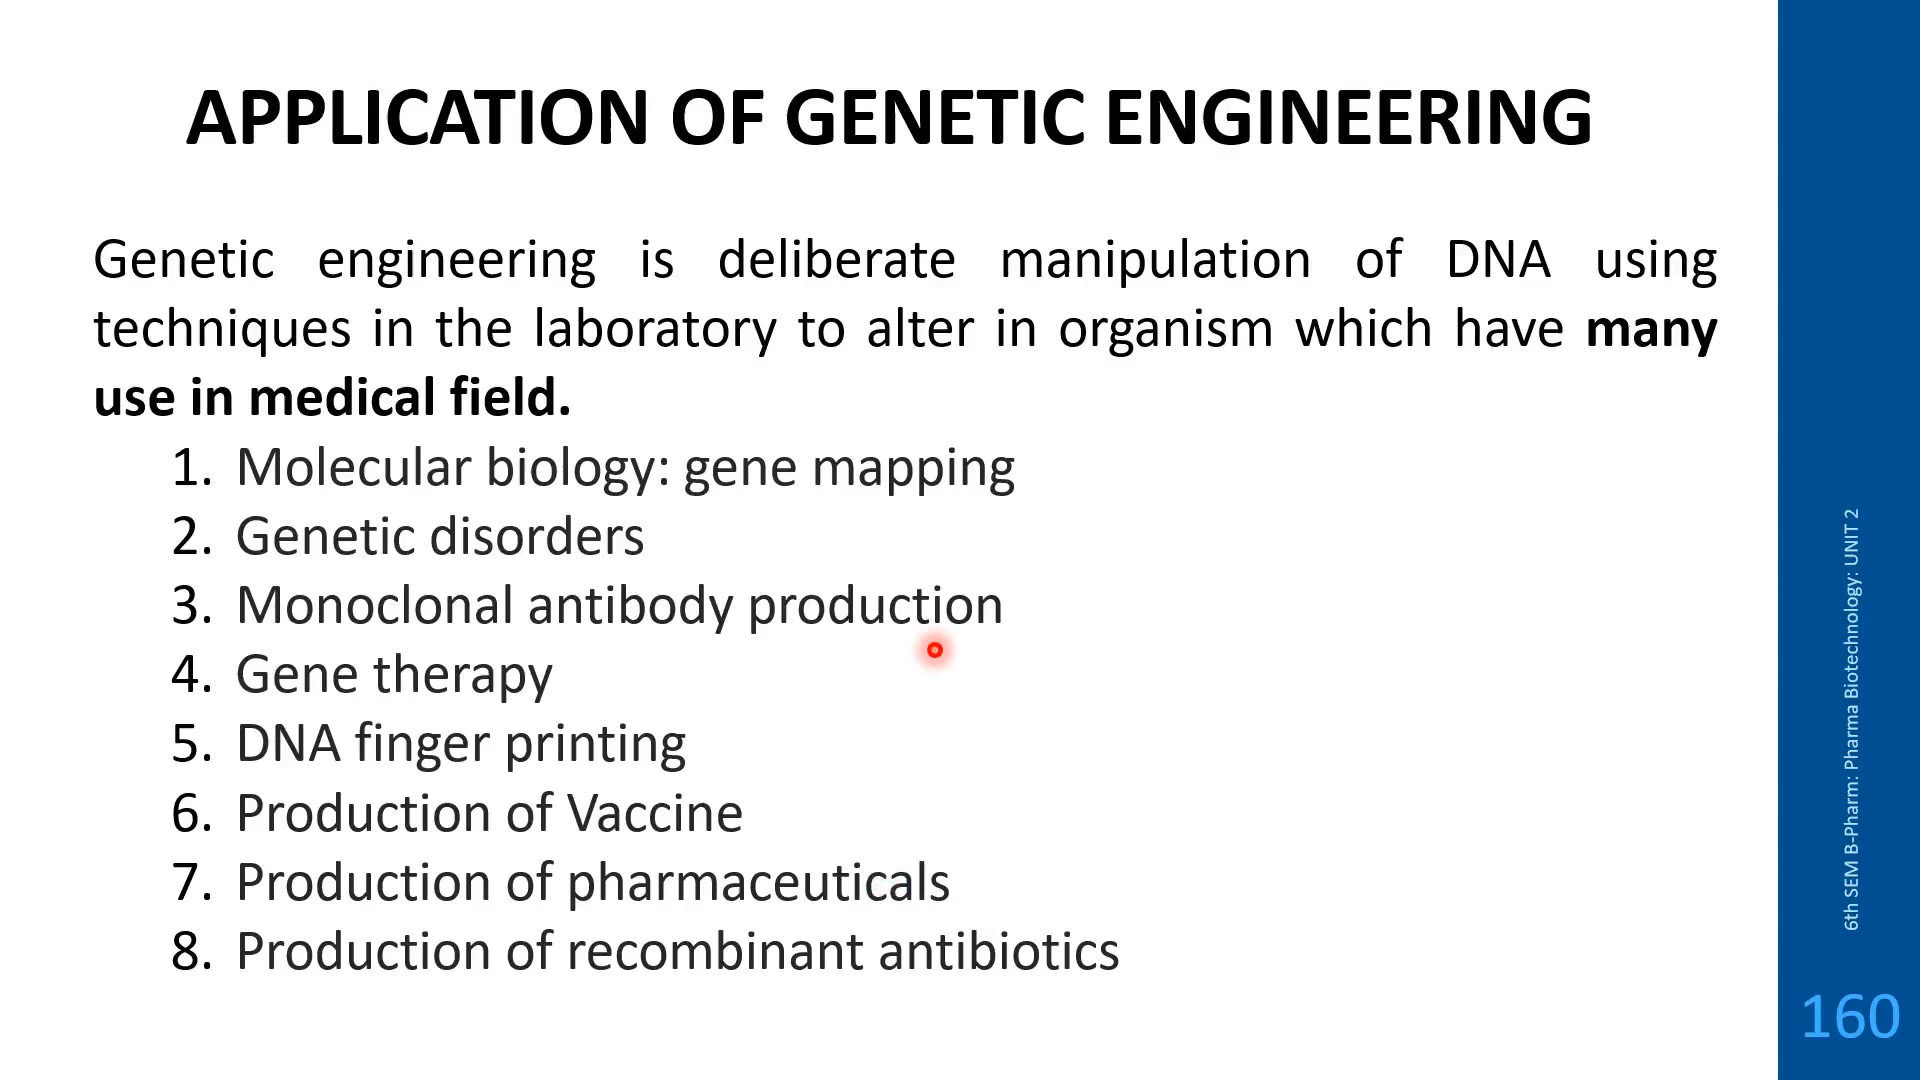 APPLICATION OF GENETIC ENGINEERING
Genetic engineering is deliberate manipulation of DNA using
techniques in the laboratory to alter in organism which have many
use in medical field.
1. Molecular biology: gene mapping
2. Genetic disorders
3. Monoclonal antibody production
4. Gene therapy
5. DNA finger printing
6. Production of Vaccine
7. Production of pharmaceuticals
8. Production of recombinant antibiotics
6th SEM B-Pharm: Pharma Biotechnology: UNIT 2
160